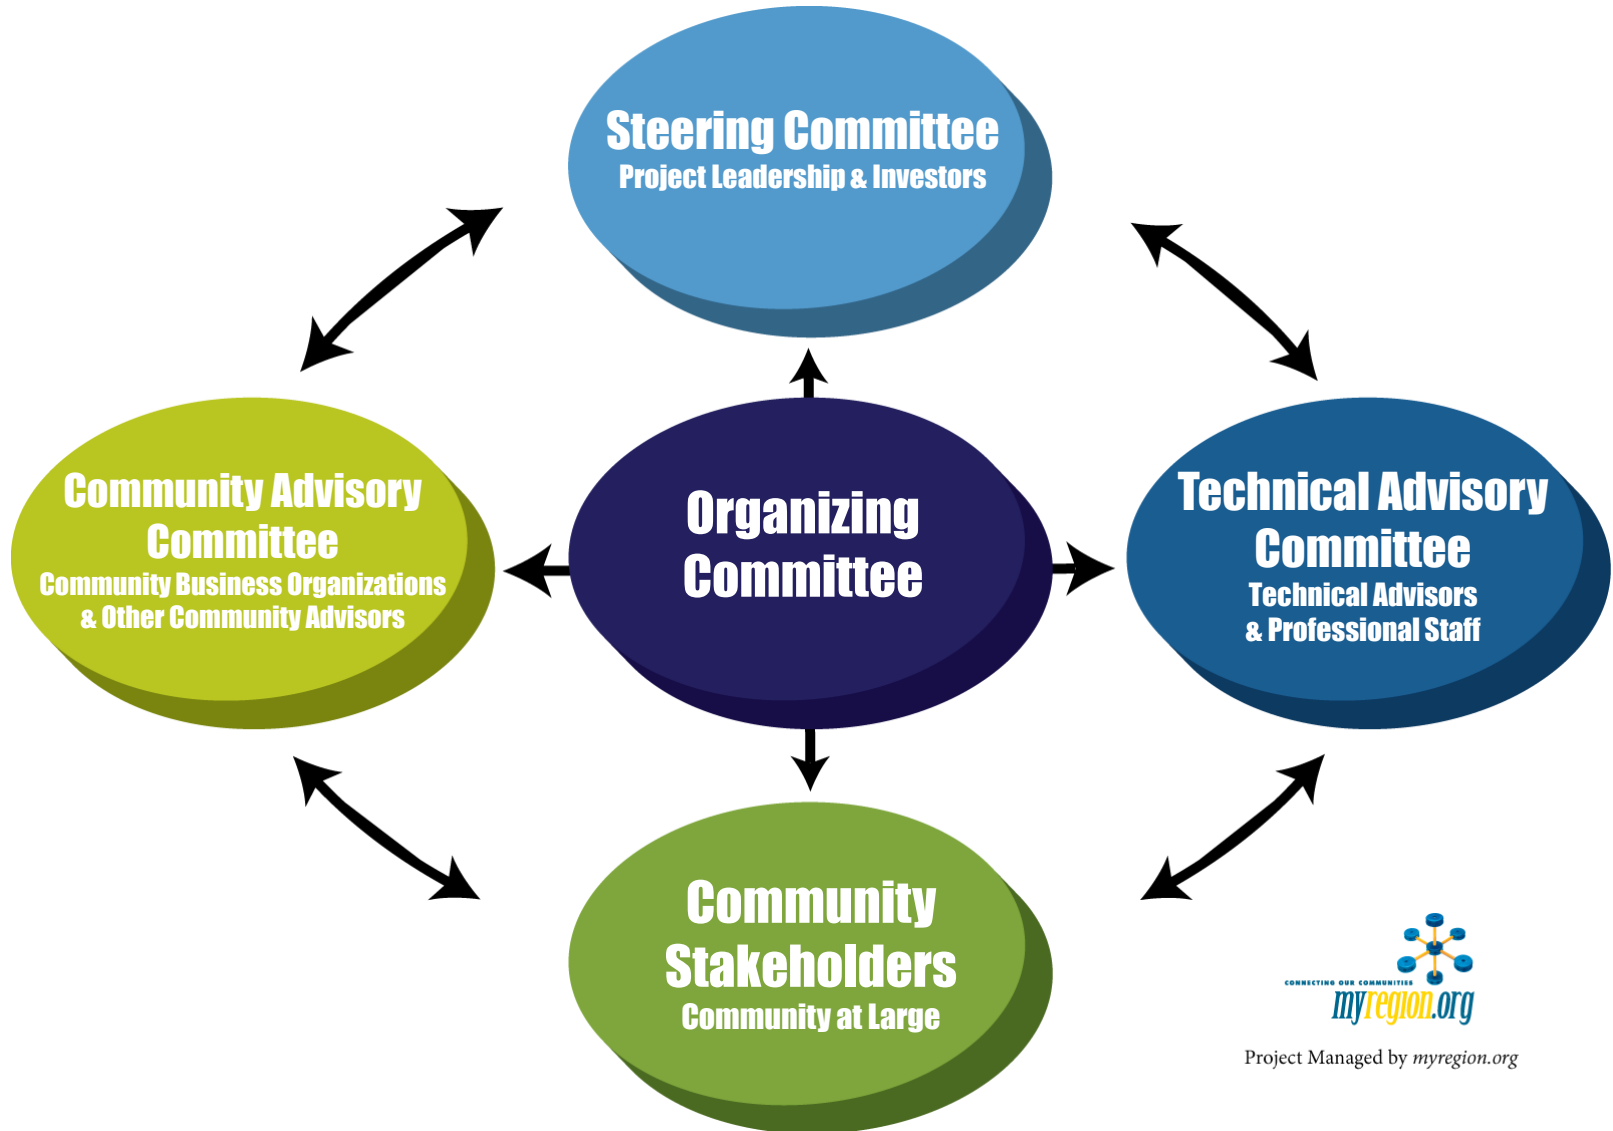 Steering Committee
Project Leadership & Investors
Community Advisory
Committee
Community Business Organizations
& Other Community Advisors
Organizing
Committee
Technical Advisory
Committee
Technical Advisors
& Professional Staff
Community
Stakeholders
Community at Large
CONNECTING OUR COMMUNITIES
myregion.org
Project Managed by myregion.org